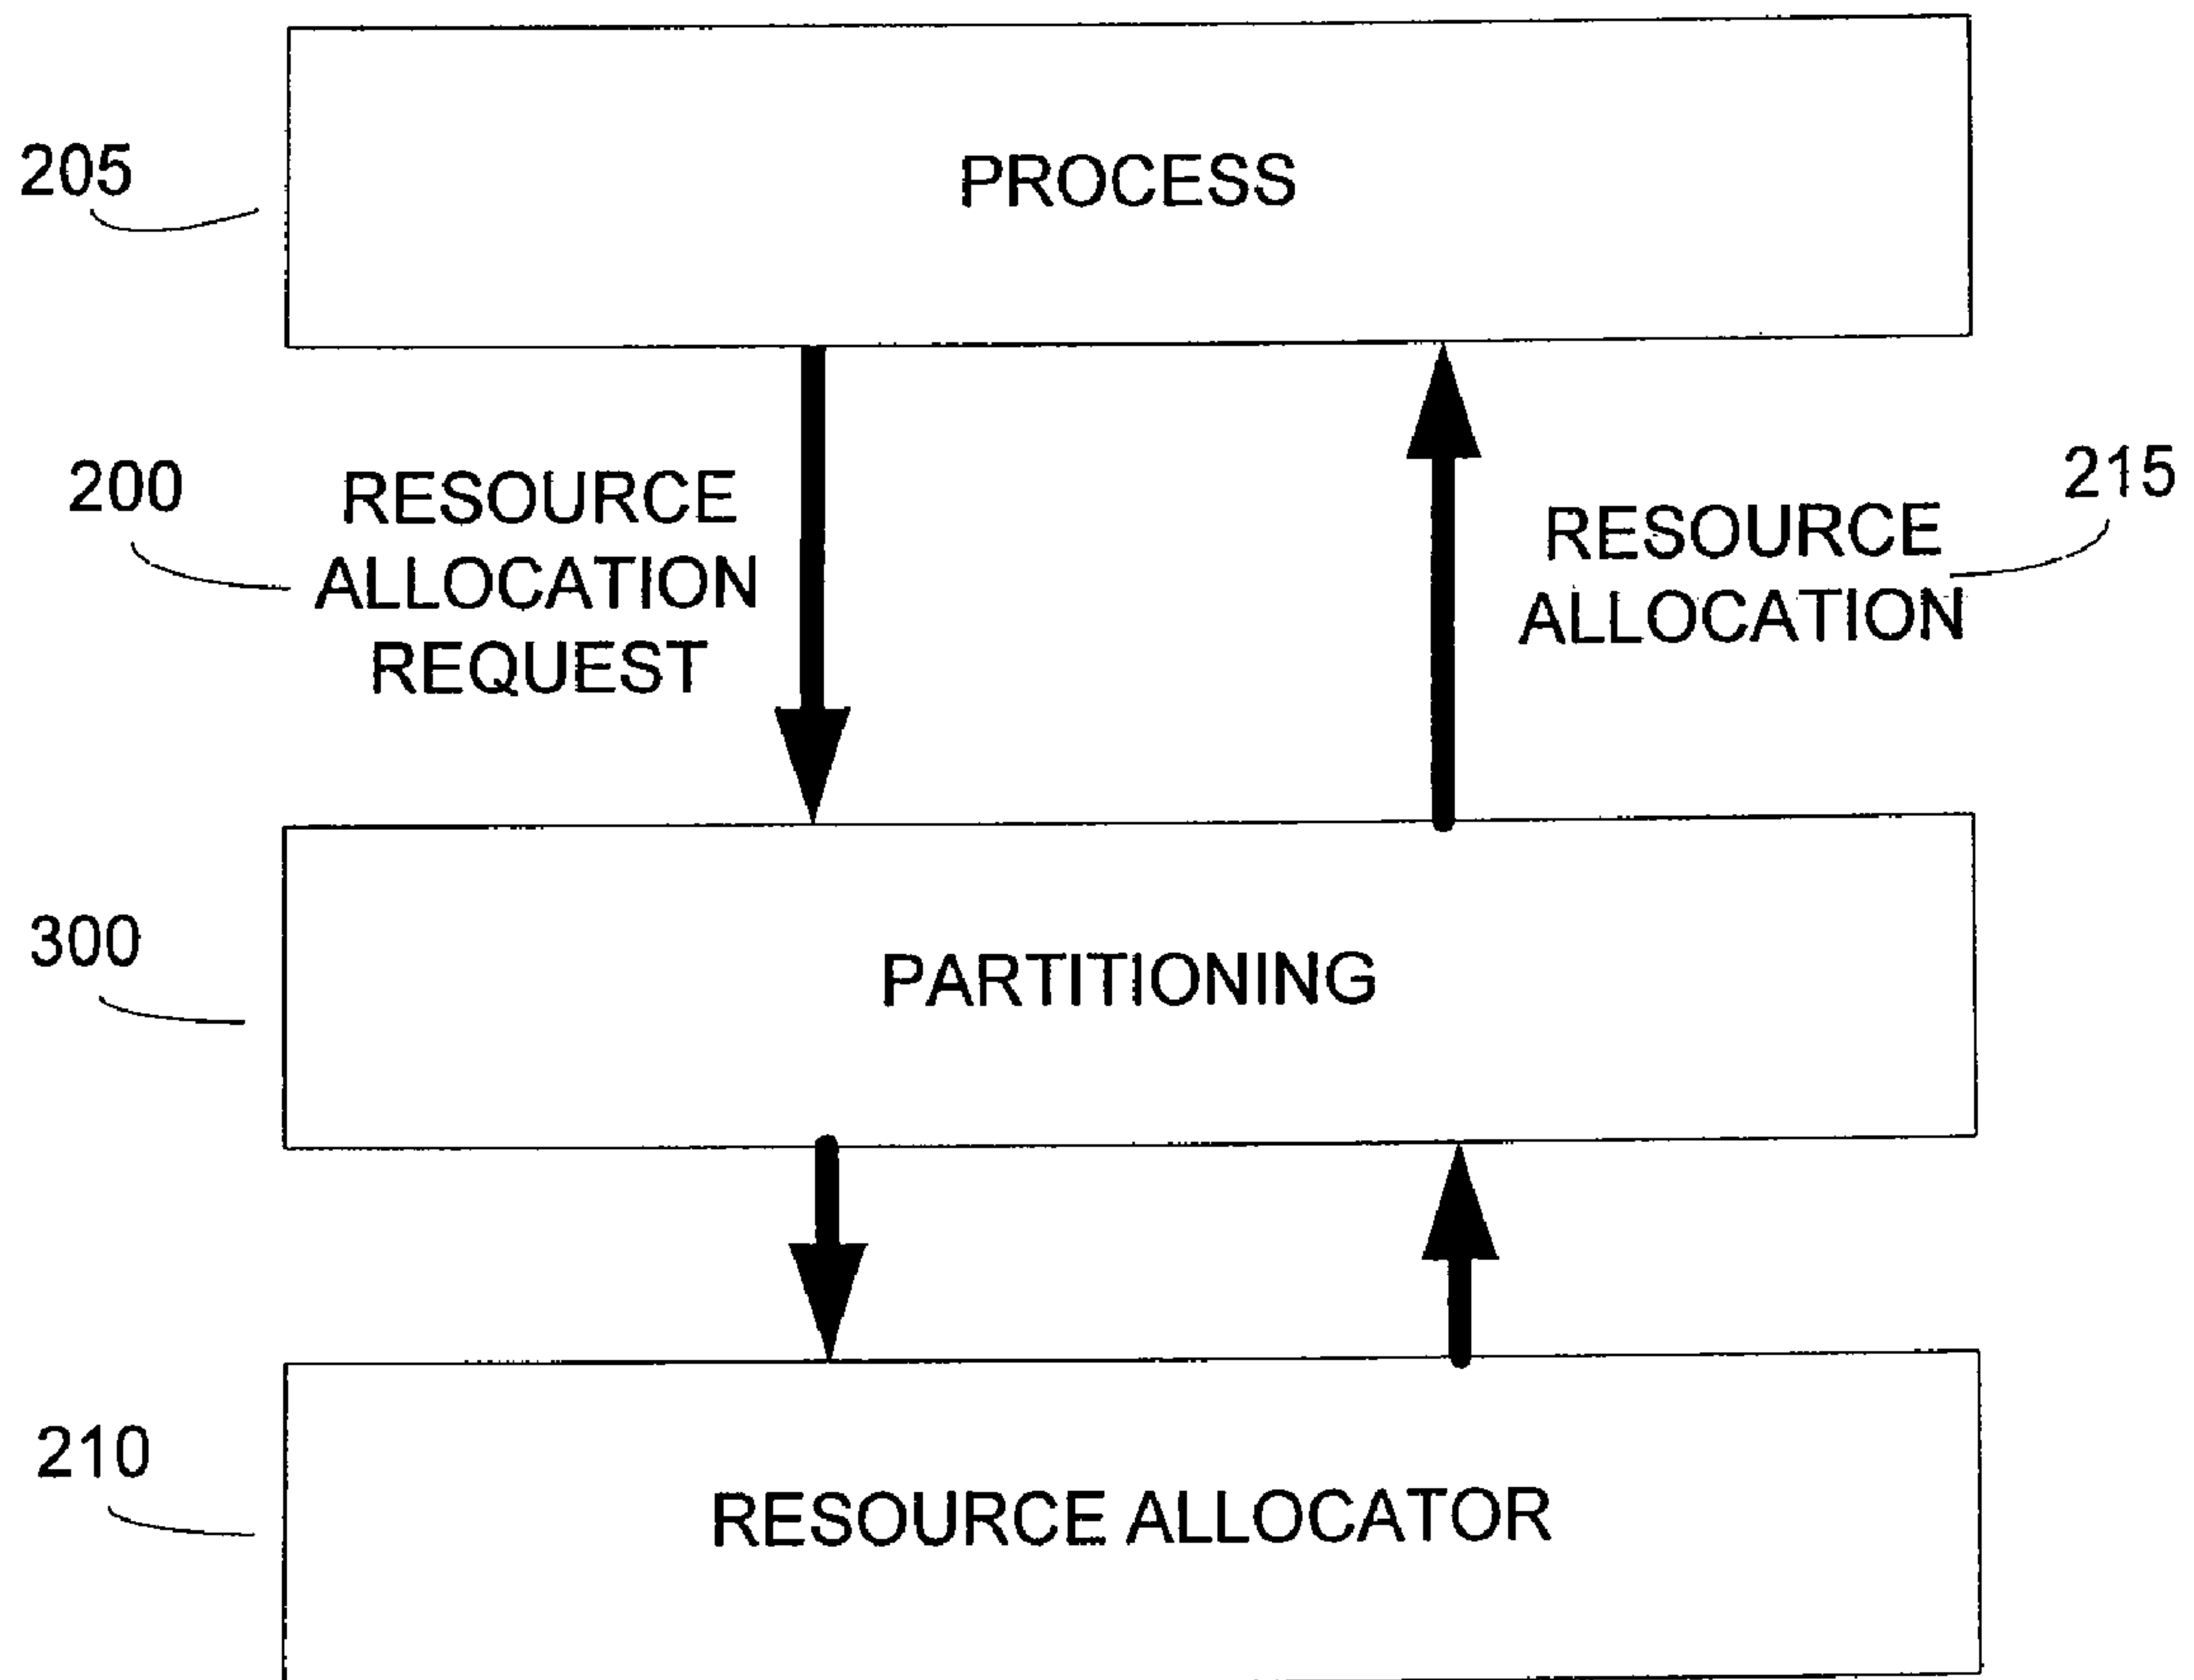 205
PROCESS
200
RESOURCE
ALLOCATION
REQUEST
215
RESOURCE
ALLOCATION
300
PARTITIONING
210
RESOURCE ALLOCATOR